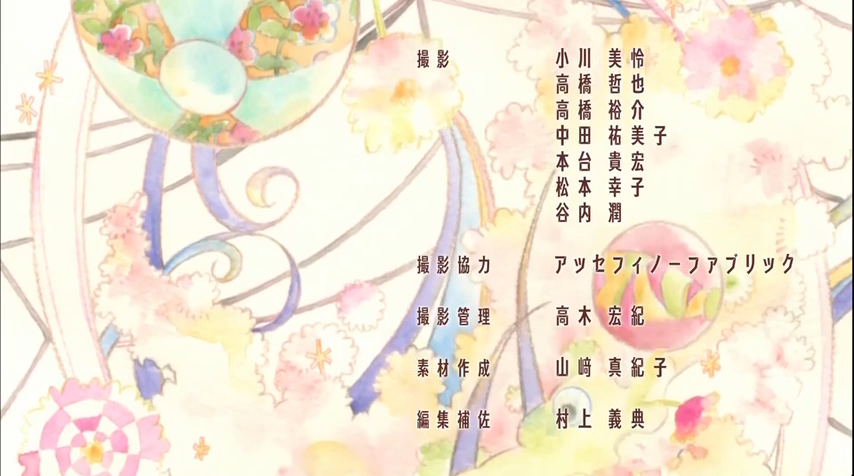 撮影 小川 美怜
高橋 哲也
高橋 裕介
中田 祐美子
本台 貴宏
松本 幸子
谷内 潤
撮影協力 アッセフィノーファブリック
撮影管理 高木 宏紀
素材作成 山﨑 真紀子
編集補佐 村上 義典